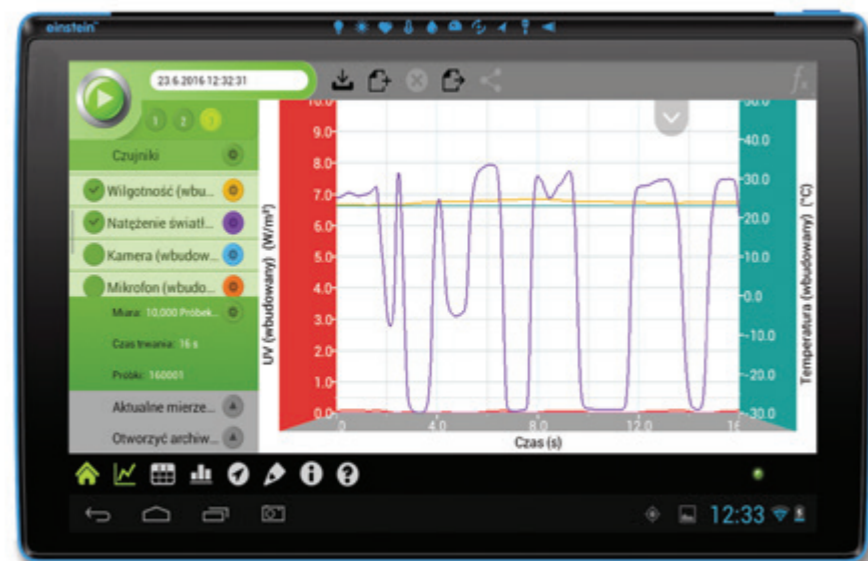 einstein™
23.6.2016 12:32:31
1 2 3
Czujniki
Wilgotność (wbu...
Natężenie światł...
Kamera (wbudow...
Mikrofon (wbudo...
Miara: 10,000 Próbek...
Czas trwania: 16 s
Próbki: 160001
Aktualne mierze...
Otworzyć archiw...
UV (wbudowany) (W/m²)
10.0
9.0
8.0
7.0
6.0
5.0
4.0
3.0
2.0
1.0
0.0
0 4.0 8.0 12.0 16
Czas (s)
50.0
40.0
30.0
20.0
10.0
0.0
-10.0
-20.0
-30.0
Temperatura (wbudowany) (°C)
fx
12:33